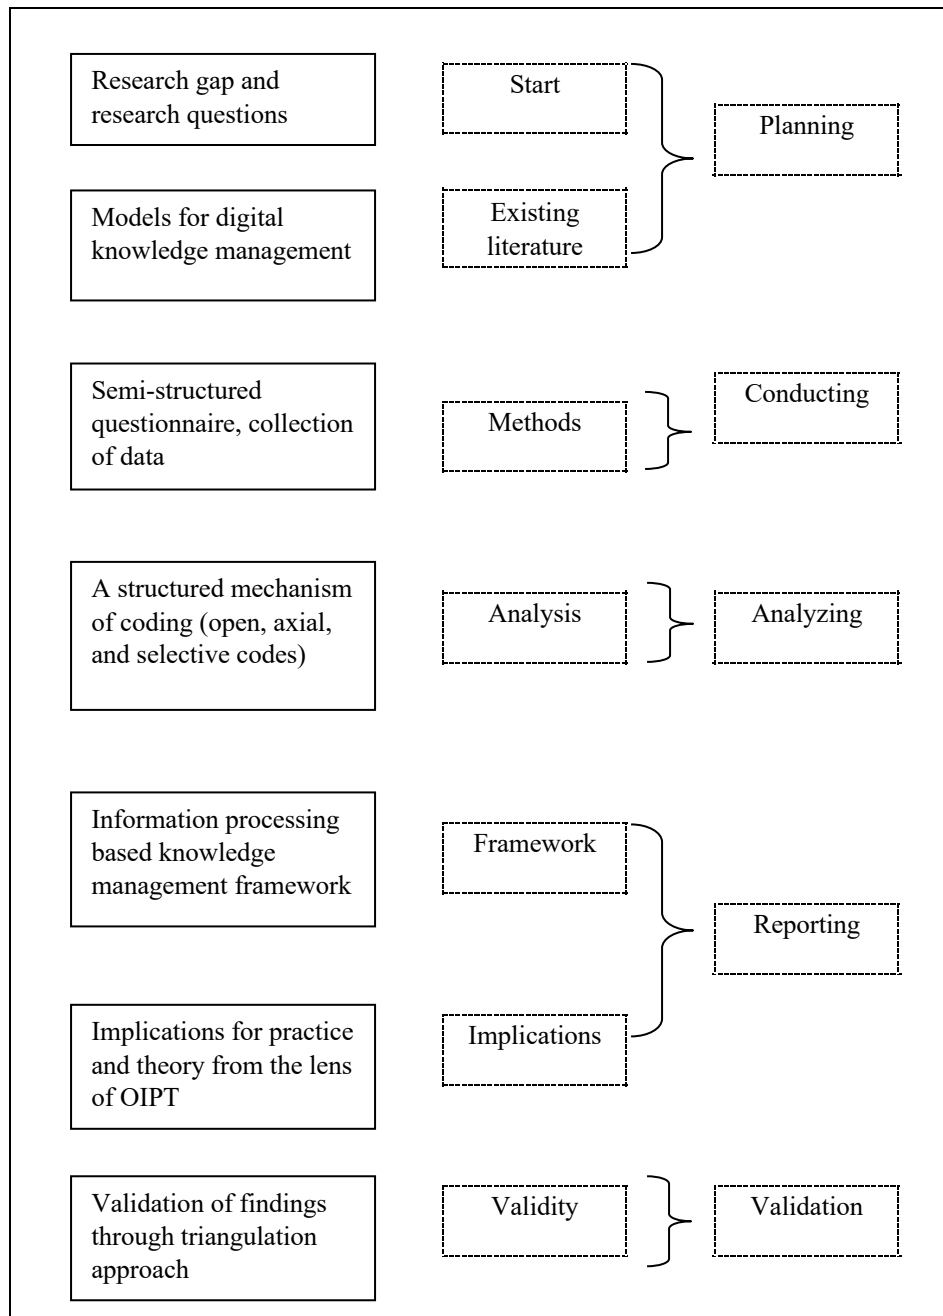 Research gap and
research questions
Start
Planning
Models for digital
knowledge management
Existing
literature
Semi-structured
questionnaire, collection
of data
Methods
Conducting
A structured mechanism
of coding (open, axial,
and selective codes)
Analysis
Analyzing
Information processing
based knowledge
management framework
Framework
Reporting
Implications for practice
and theory from the lens
of OIPT
Implications
Validation of findings
through triangulation
approach
Validity
Validation